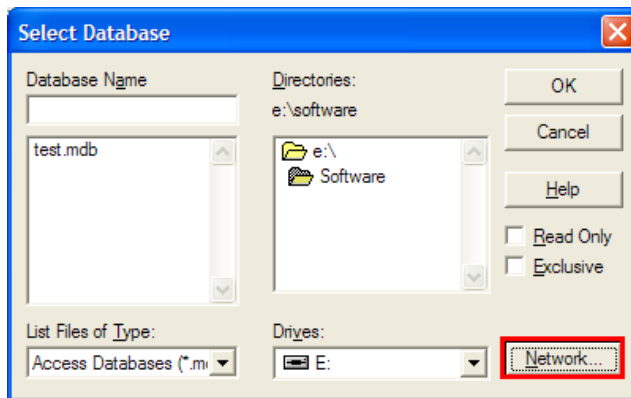 Select Database
Database Name
Directories:
e:\software
OK
Cancel
test.mdb
e:\
Software
Help
Read Only
Exclusive
List Files of Type:
Drives:
Access Databases (*.m
E:
Network...